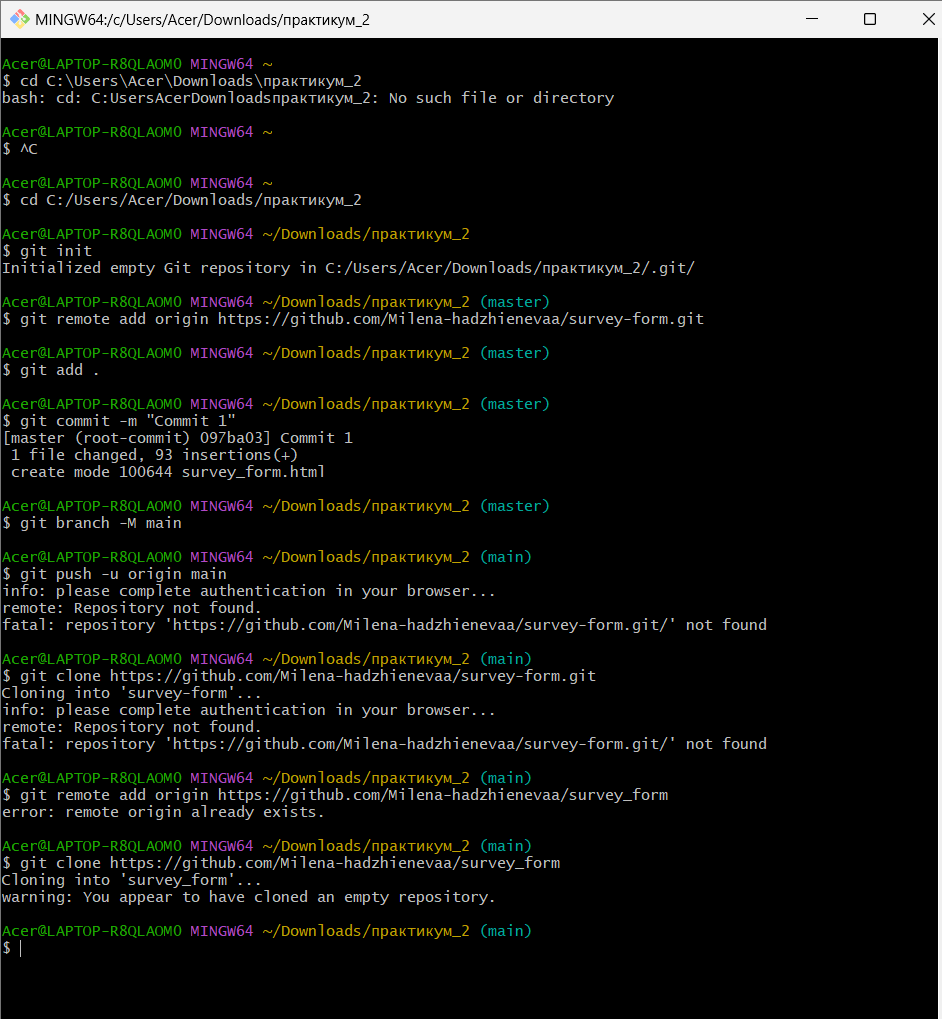 MINGW64:/c/Users/Acer/Downloads/практикум_2
Acer@LAPTOP-R8QLAOM0 MINGW64 ~
$ cd C:\Users\Acer\Downloads\практикум_2
bash: cd: C:UsersAcerDownloadsпрактикум_2: No such file or directory
Acer@LAPTOP-R8QLAOM0 MINGW64 ~
$ ^C
Acer@LAPTOP-R8QLAOM0 MINGW64 ~
$ cd C:/Users/Acer/Downloads/практикум_2
Acer@LAPTOP-R8QLAOM0 MINGW64 ~/Downloads/практикум_2
$ git init
Initialized empty Git repository in C:/Users/Acer/Downloads/практикум_2/.git/
Acer@LAPTOP-R8QLAOM0 MINGW64 ~/Downloads/практикум_2 (master)
$ git remote add origin https://github.com/Milena-hadzhienevaa/survey-form.git
Acer@LAPTOP-R8QLAOM0 MINGW64 ~/Downloads/практикум_2 (master)
$ git add .
Acer@LAPTOP-R8QLAOM0 MINGW64 ~/Downloads/практикум_2 (master)
$ git commit -m "Commit 1"
[master (root-commit) 097ba03] Commit 1
1 file changed, 93 insertions(+)
create mode 100644 survey_form.html
Acer@LAPTOP-R8QLAOM0 MINGW64 ~/Downloads/практикум_2 (master)
$ git branch -M main
Acer@LAPTOP-R8QLAOM0 MINGW64 ~/Downloads/практикум_2 (main)
$ git push -u origin main
info: please complete authentication in your browser...
remote: Repository not found.
fatal: repository 'https://github.com/Milena-hadzhienevaa/survey-form.git/' not found
Acer@LAPTOP-R8QLAOM0 MINGW64 ~/Downloads/практикум_2 (main)
$ git clone https://github.com/Milena-hadzhienevaa/survey-form.git
Cloning into 'survey-form'...
info: please complete authentication in your browser...
remote: Repository not found.
fatal: repository 'https://github.com/Milena-hadzhienevaa/survey-form.git/' not found
Acer@LAPTOP-R8QLAOM0 MINGW64 ~/Downloads/практикум_2 (main)
$ git remote add origin https://github.com/Milena-hadzhienevaa/survey_form
error: remote origin already exists.
Acer@LAPTOP-R8QLAOM0 MINGW64 ~/Downloads/практикум_2 (main)
$ git clone https://github.com/Milena-hadzhienevaa/survey_form
Cloning into 'survey_form'...
warning: You appear to have cloned an empty repository.
Acer@LAPTOP-R8QLAOM0 MINGW64 ~/Downloads/практикум_2 (main)
$